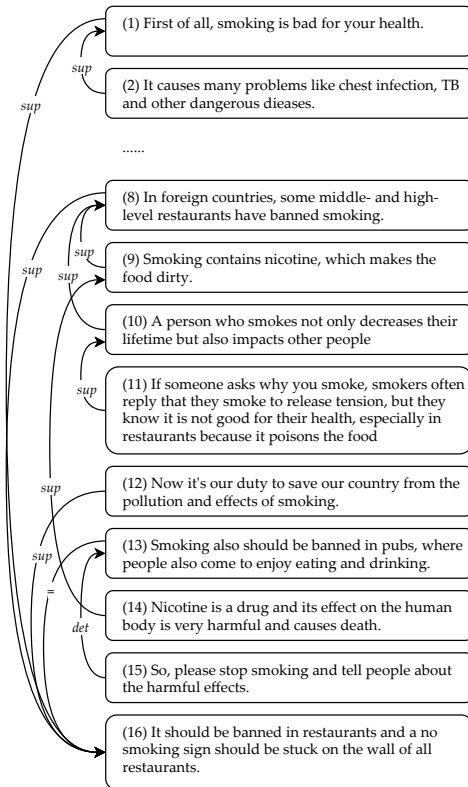 (1) First of all, smoking is bad for your health.
sup
(2) It causes many problems like chest infection, TB
and other dangerous dieases.
sup
......
(8) In foreign countries, some middle- and high-
level restaurants have banned smoking.
sup
sup
sup
(9) Smoking contains nicotine, which makes the
food dirty.
(10) A person who smokes not only decreases their
lifetime but also impacts other people
sup
(11) If someone asks why you smoke, smokers often
reply that they smoke to release tension, but they
know it is not good for their health, especially in
restaurants because it poisons the food
sup
(12) Now it's our duty to save our country from the
pollution and effects of smoking.
sup
=
(13) Smoking also should be banned in pubs, where
people also come to enjoy eating and drinking.
det
(14) Nicotine is a drug and its effect on the human
body is very harmful and causes death.
(15) So, please stop smoking and tell people about
the harmful effects.
(16) It should be banned in restaurants and a no
smoking sign should be stuck on the wall of all
restaurants.